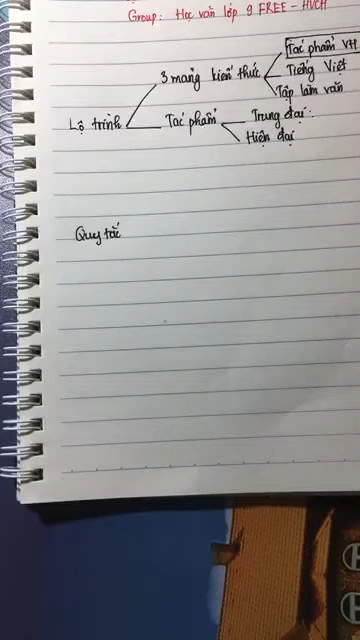 Group: Học văn lớp 9 FREE - HVCH
Tác phẩm VH
3 mảng kiến thức
Tiếng Việt
Tập làm văn
Lộ trình
Tác phẩm
Trung đại:
Hiện đại
Quy tắc